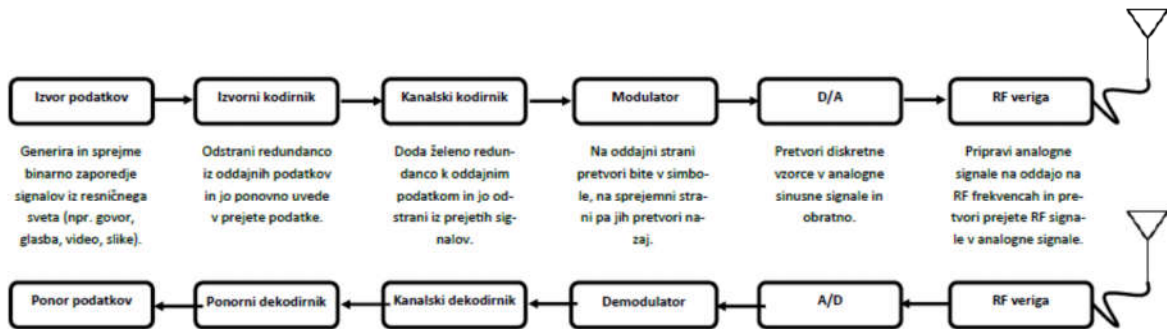 Izvor podatkov
Izvorni kodirnik
Kanalski kodirnik
Modulator
D/A
RF veriga
Generira in sprejme
binarno zaporedje
signalov iz resničnega
sveta (npr. govor,
glasba, video, slike).
Odstrani redundanco
iz oddajnih podatkov
in jo ponovno uvede
v prejete podatke.
Doda želeno redun-
danco k oddajnim
podatkom in jo od-
strani iz prejetih sig-
nalov.
Na oddajni strani
pretvori bite v simbo-
le, na sprejemni stra-
ni pa jih pretvori na-
zaj.
Pretvori diskretne
vzorce v analogne
sinusne signale in
obratno.
Pripravi analogne
signale na oddajo na
RF frekvencah in pre-
tvori prejete RF signa-
le v analogne signale.
Ponor podatkov
Ponorni dekodirnik
Kanalski dekodirnik
Demodulator
A/D
RF veriga